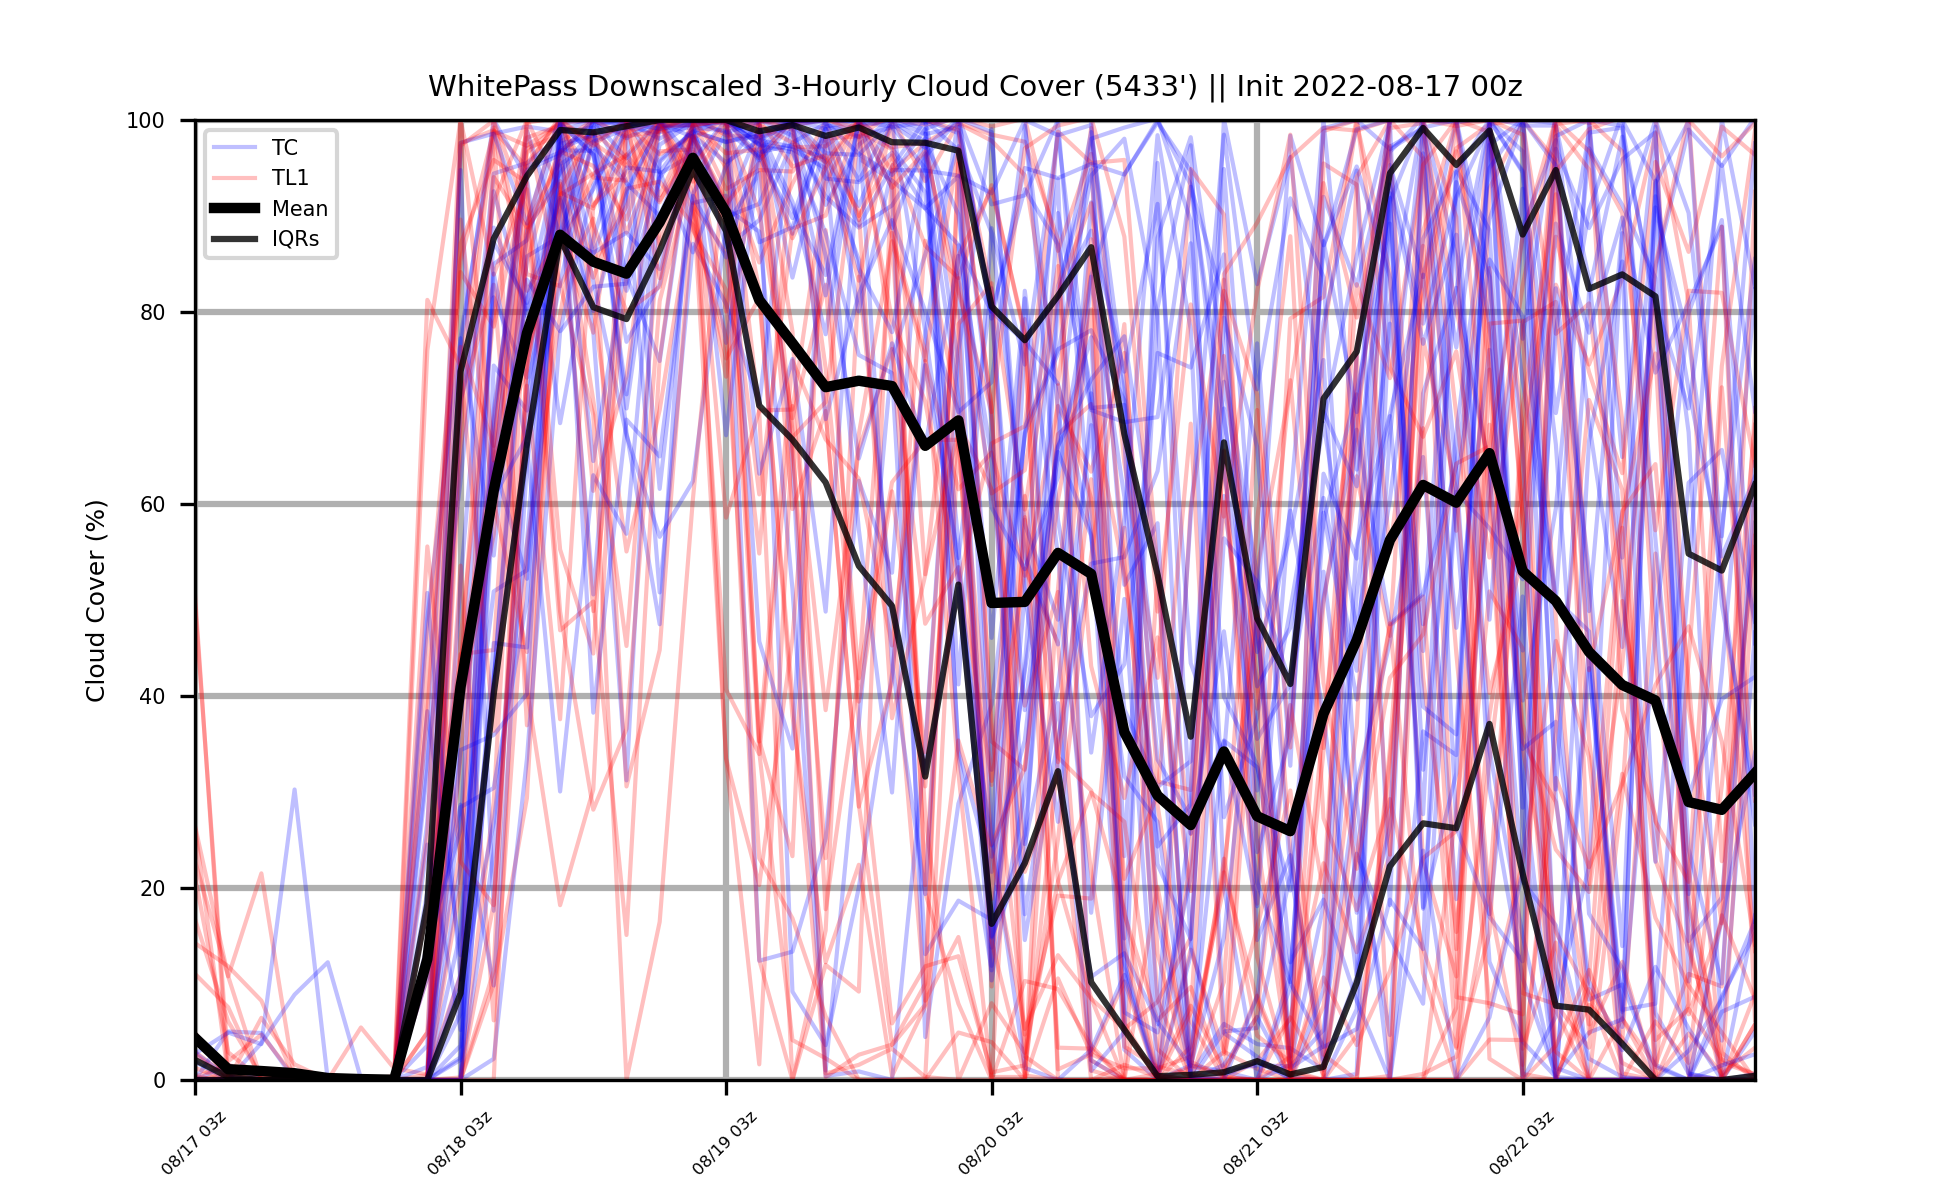 WhitePass Downscaled 3-Hourly Cloud Cover (5433') || Init 2022-08-17 00z
TC
TL1
Mean
IQRs
Cloud Cover (%)
100
80
60
40
20
0
08/17 03z
08/18 03z
08/19 03z
08/20 03z
08/21 03z
08/22 03z